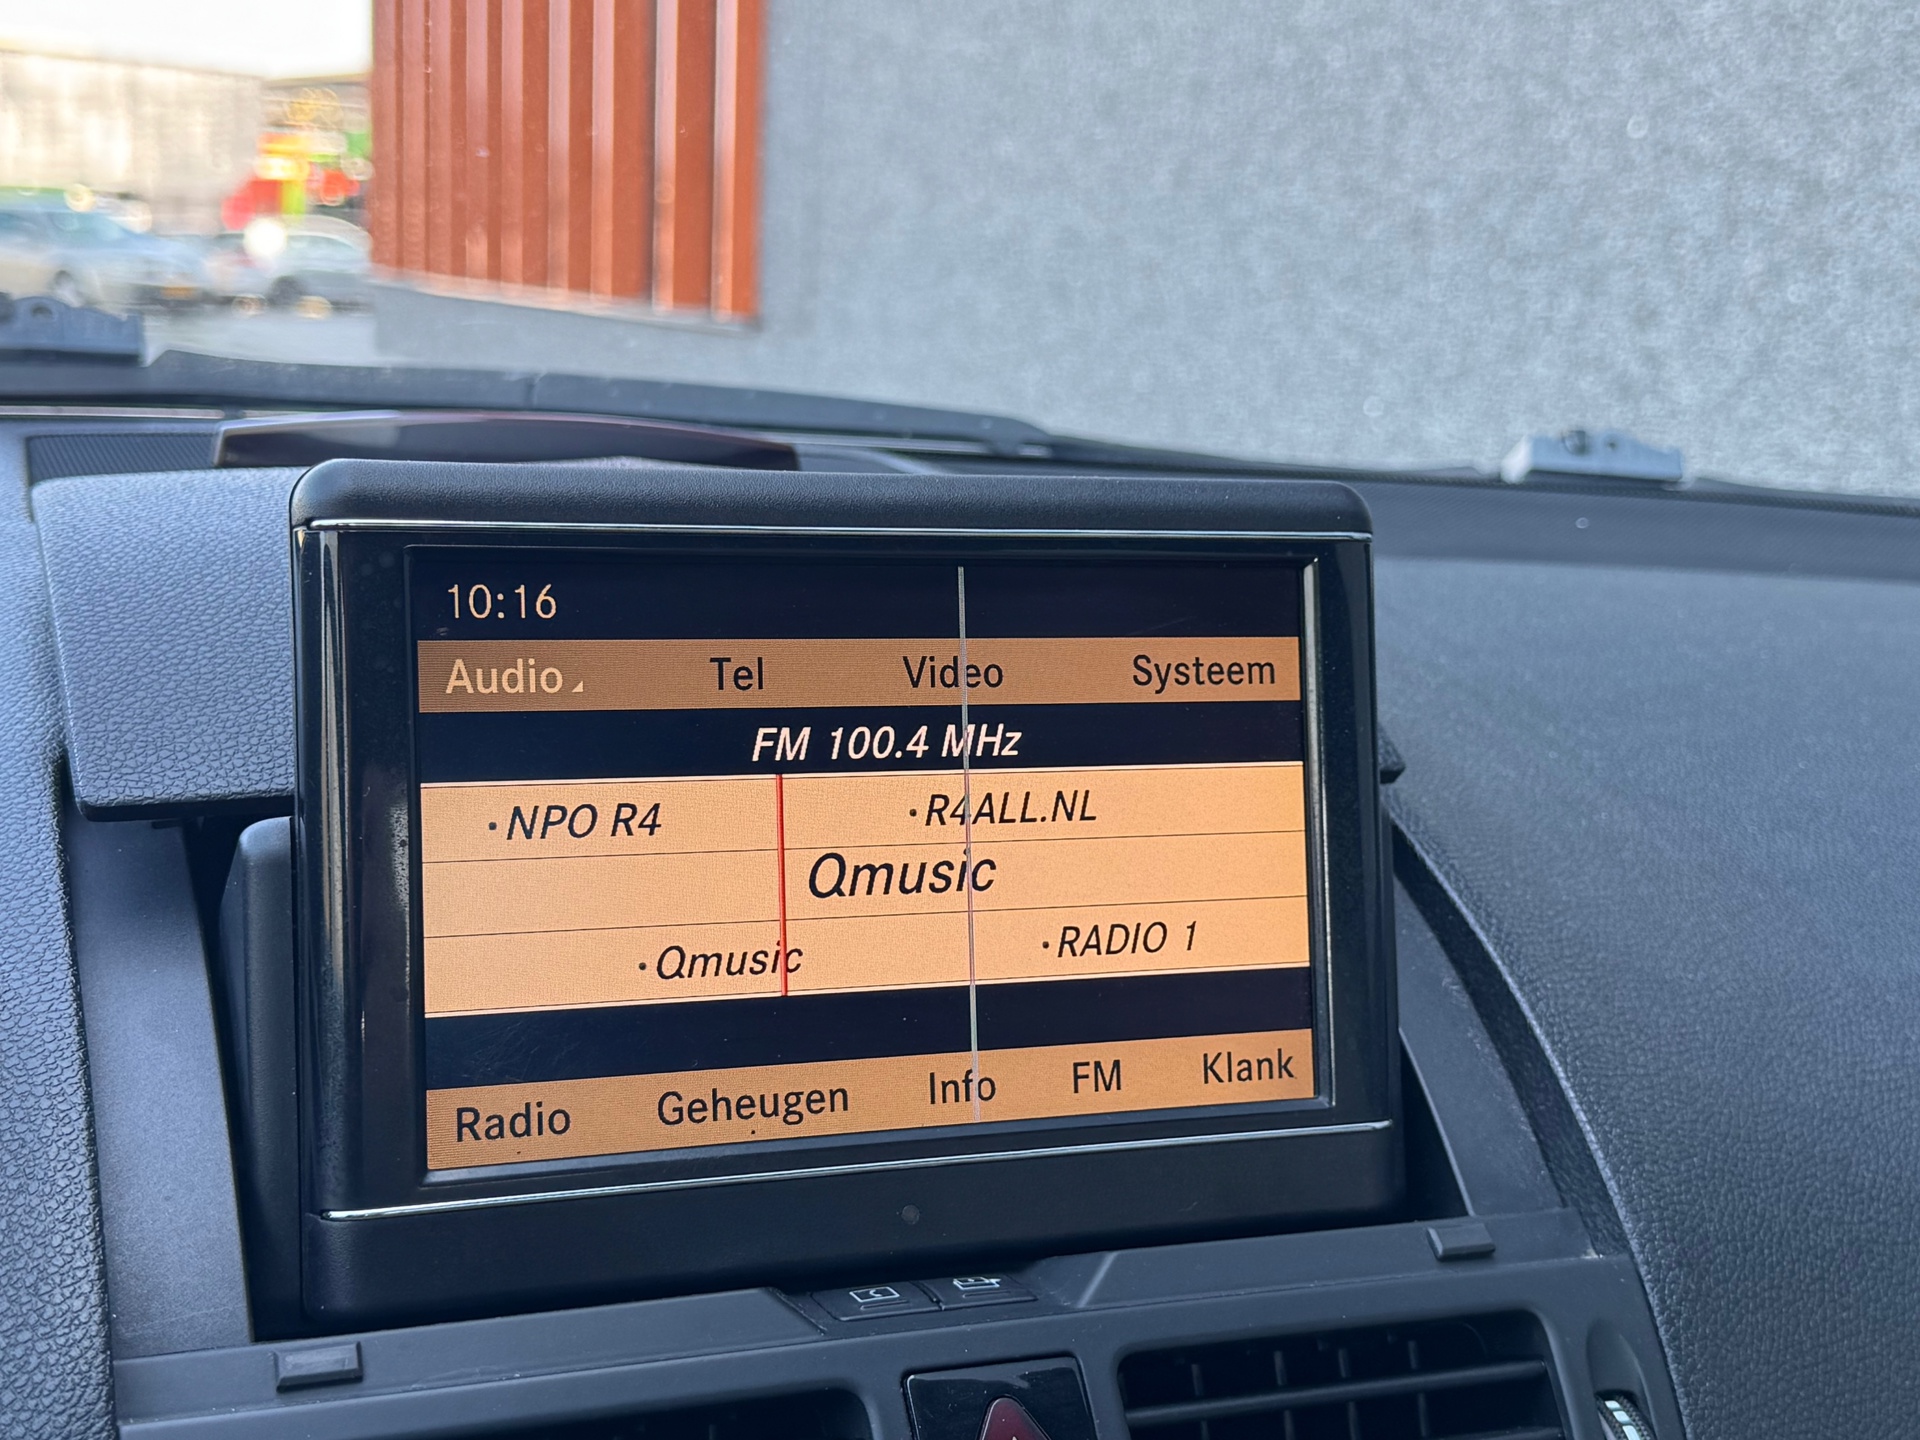 10:16
Audio Tel Video Systeem
FM 100.4 MHz
·NPO R4 ·R4ALL.NL
Qmusic
·Qmusic ·RADIO 1
Radio Geheugen Info FM Klank